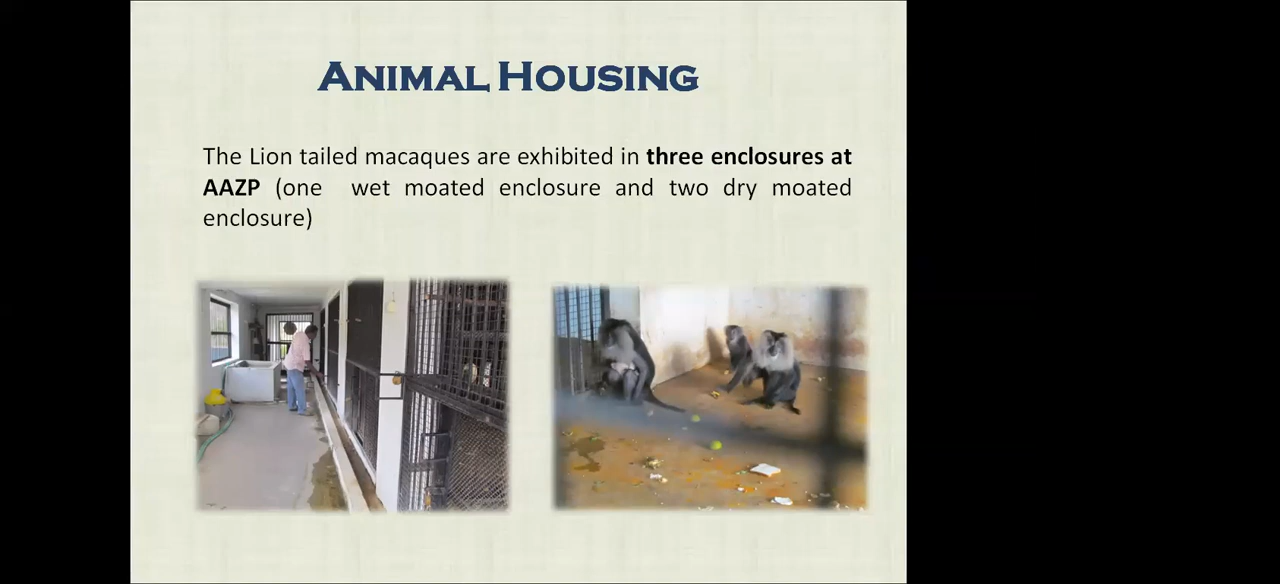 ANIMAL HOUSING
The Lion tailed macaques are exhibited in three enclosures at
AAZP (one wet moated enclosure and two dry moated
enclosure)